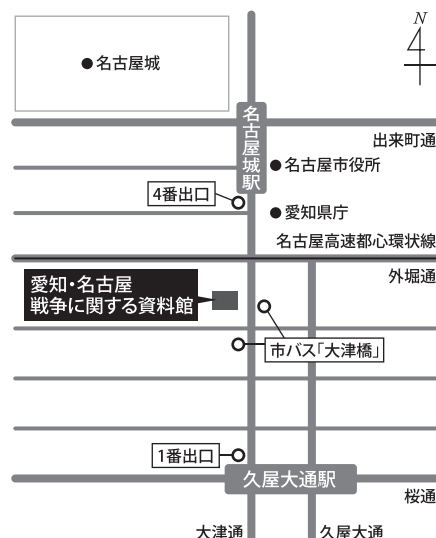 N
名古屋城
名古屋城駅
出来町通
名古屋市役所
4番出口
愛知県庁
名古屋高速都心環状線
外堀通
愛知・名古屋
戦争に関する資料館
市バス「大津橋」
1番出口
久屋大通駅
桜通
大津通
久屋大通